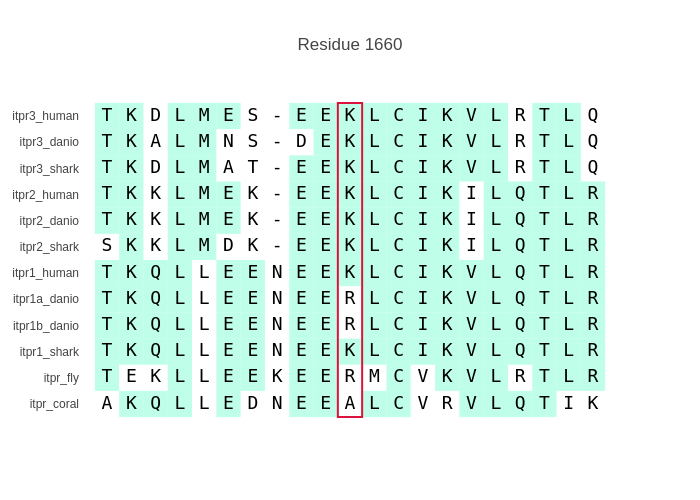 Residue 1660
itpr3_human T K D L M E S - E E K L C I K V L R T L Q
itpr3_danio T K A L M N S - D E K L C I K V L R T L Q
itpr3_shark T K D L M A T - E E K L C I K V L R T L Q
itpr2_human T K K L M E K - E E K L C I K I L Q T L R
itpr2_danio T K K L M E K - E E K L C I K I L Q T L R
itpr2_shark S K K L M D K - E E K L C I K I L Q T L R
itpr1_human T K Q L L E E N E E K L C I K V L Q T L R
itpr1a_danio T K Q L L E E N E E R L C I K V L Q T L R
itpr1b_danio T K Q L L E E N E E R L C I K V L Q T L R
itpr1_shark T K Q L L E E N E E K L C I K V L Q T L R
itpr_fly T E K L L E E K E E R M C V K V L R T L R
itpr_coral A K Q L L E D N E E A L C V R V L Q T I K